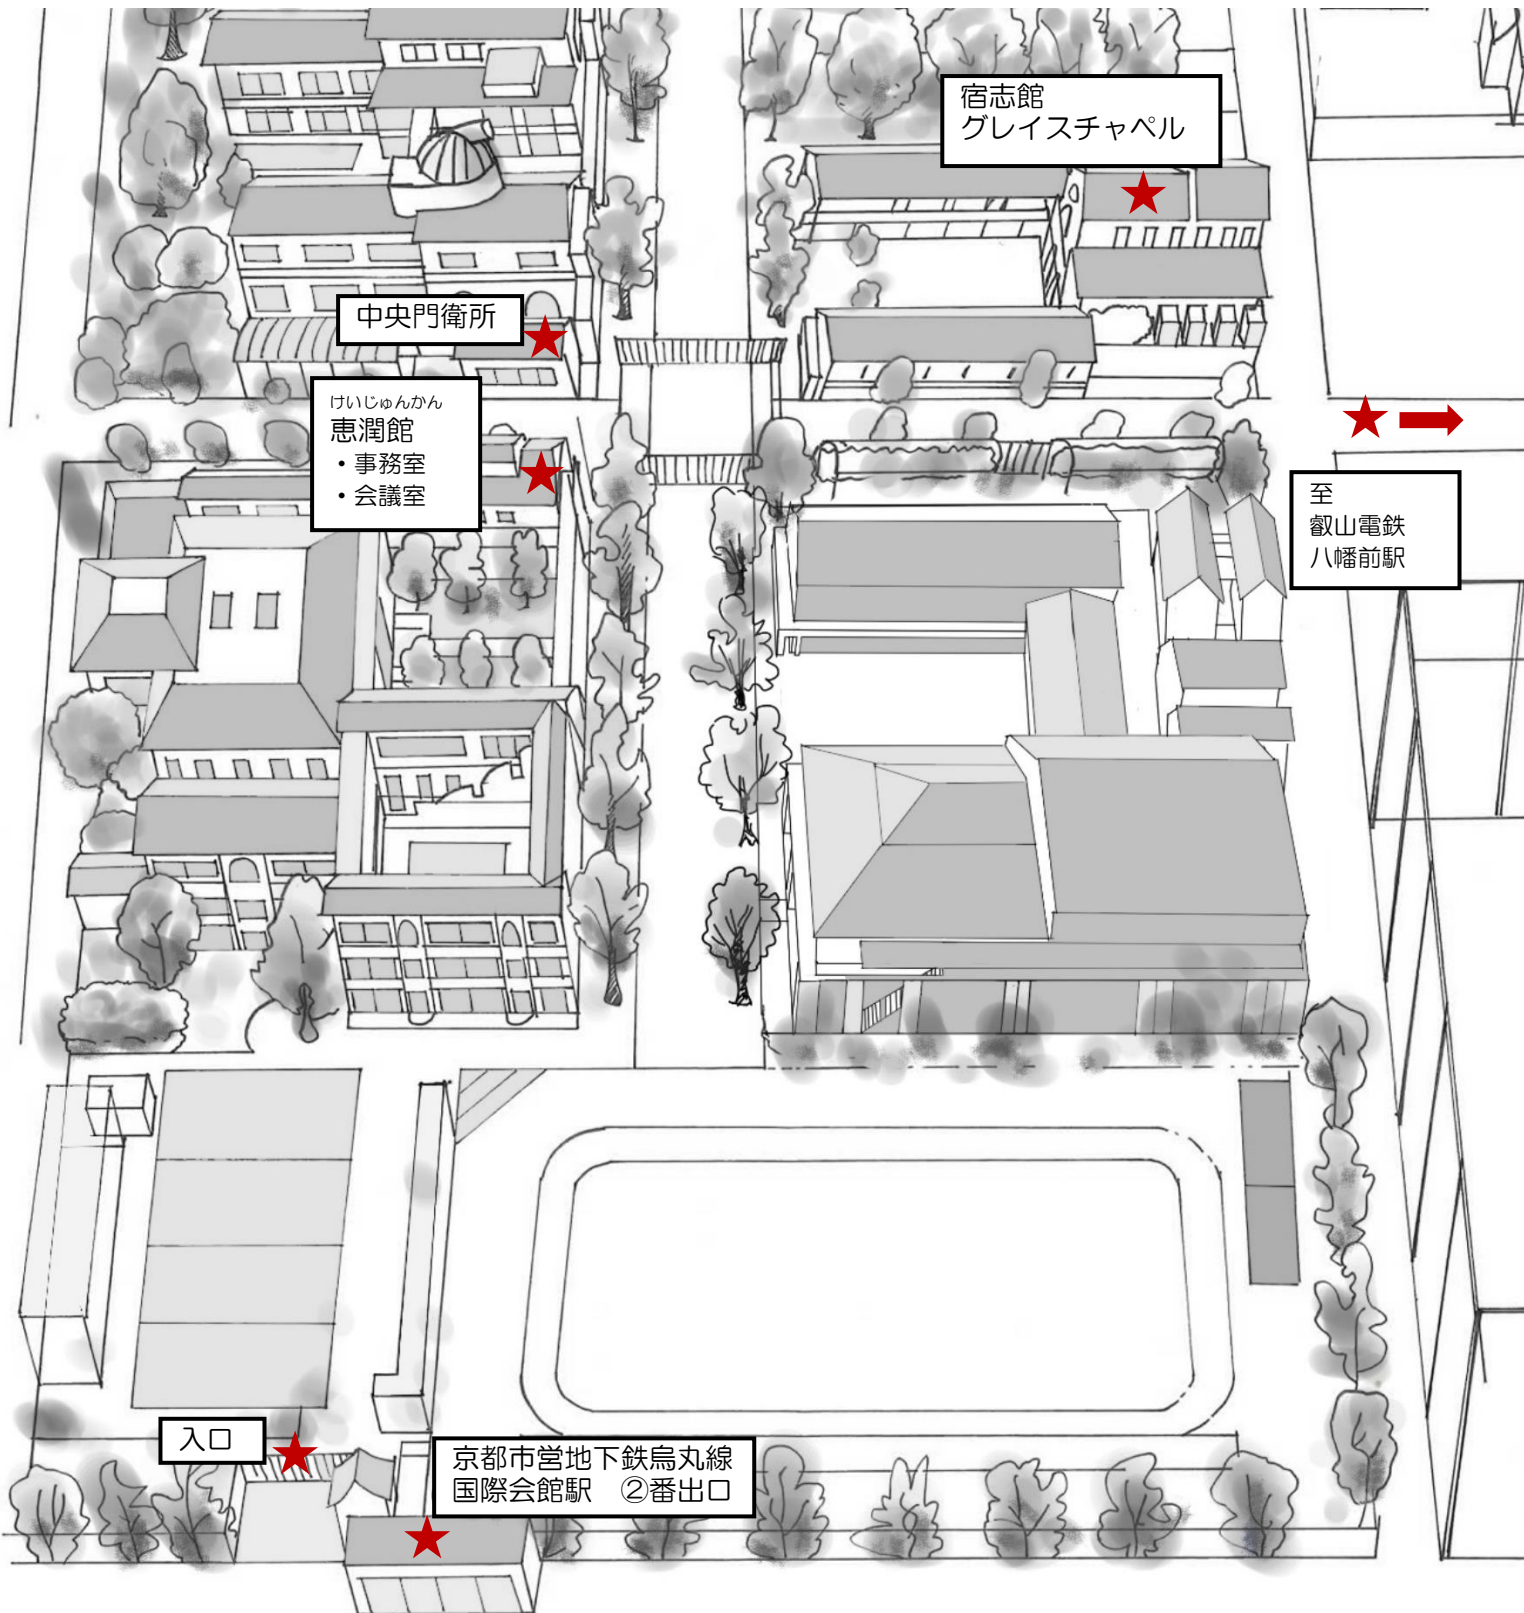 宿志館
グレイスチャペル
中央門衛所
けいじゅんかん
恵潤館
・事務室
・会議室
至
叡山電鉄
八幡前駅
入口
京都市営地下鉄烏丸線
国際会館駅　②番出口